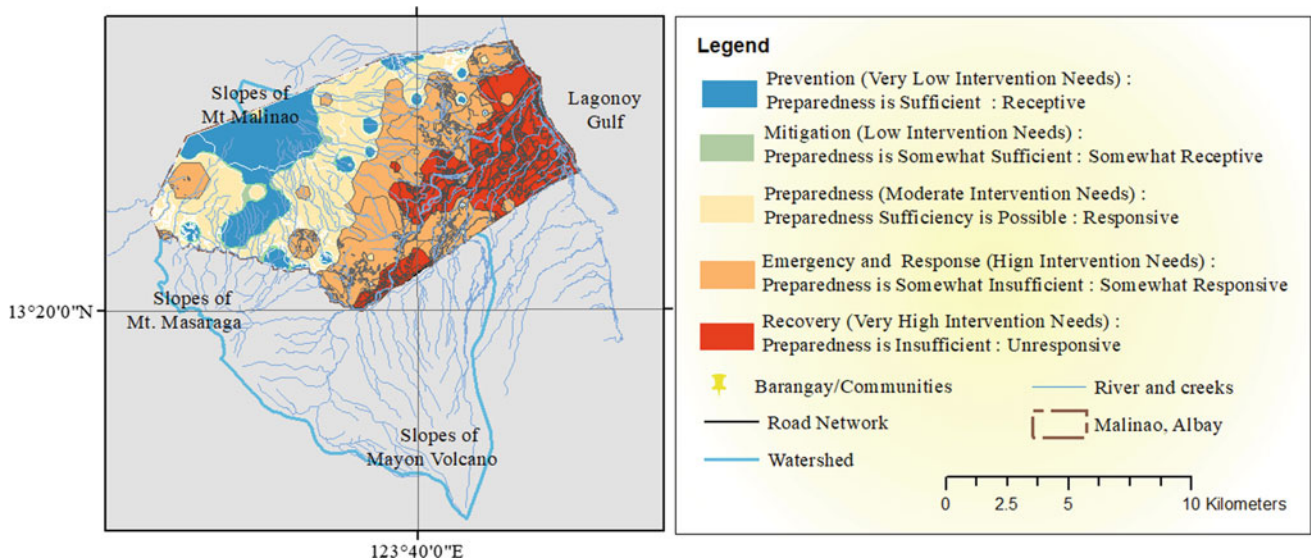 Slopes of
Mt Malinao
Lagonoy
Gulf
13°20'0"N
Slopes of
Mt. Masaraga
Slopes of
Mayon Volcano
123°40'0"E
Legend
Prevention (Very Low Intervention Needs) :
Preparedness is Sufficient : Receptive
Mitigation (Low Intervention Needs) :
Preparedness is Somewhat Sufficient : Somewhat Receptive
Preparedness (Moderate Intervention Needs) :
Preparedness Sufficiency is Possible : Responsive
Emergency and Response (Hign Intervention Needs) :
Preparedness is Somewhat Insufficient : Somewhat Responsive
Recovery (Very High Intervention Needs) :
Preparedness is Insufficient : Unresponsive
Barangay/Communities
River and creeks
Road Network
Malinao, Albay
Watershed
0 2.5 5 10 Kilometers